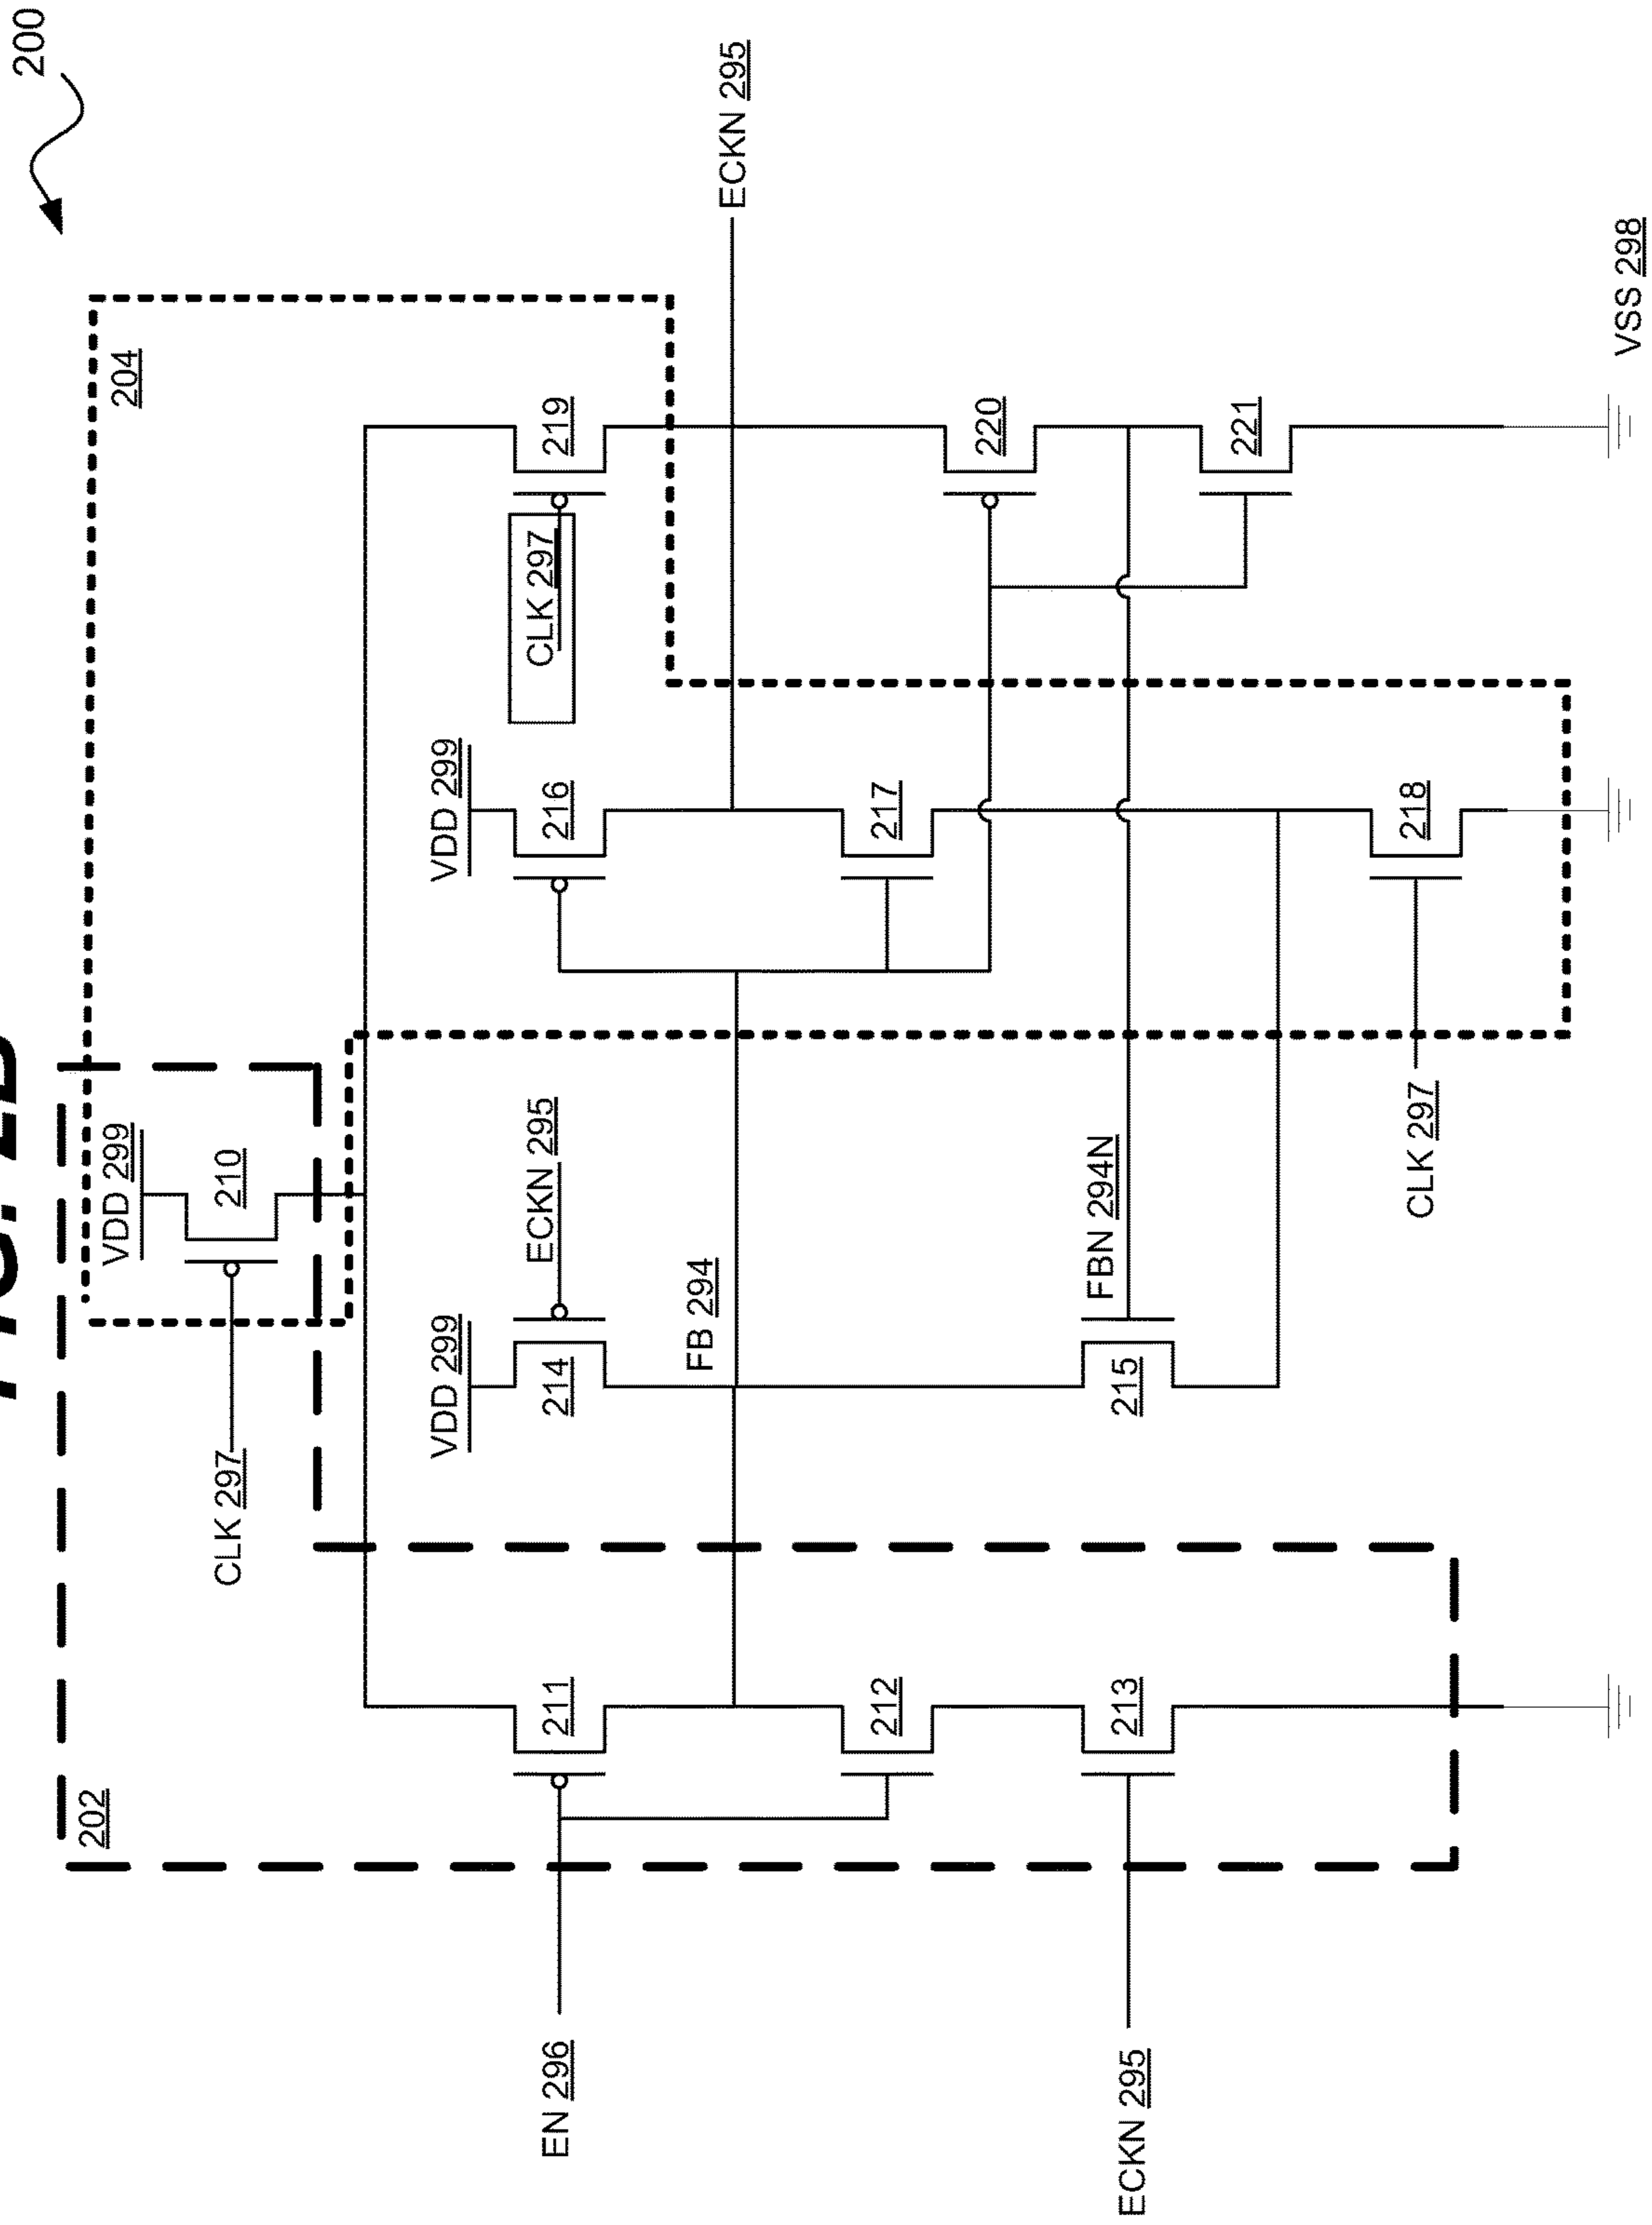 200
204
202
VDD 299
210
CLK 297
ECKN 295
219
CLK 297
VDD 299
216
ECKN 295
VDD 299
214
211
EN 296
FB 294
220
217
212
221
FBN 294N
215
213
ECKN 295
218
CLK 297
VSS 298